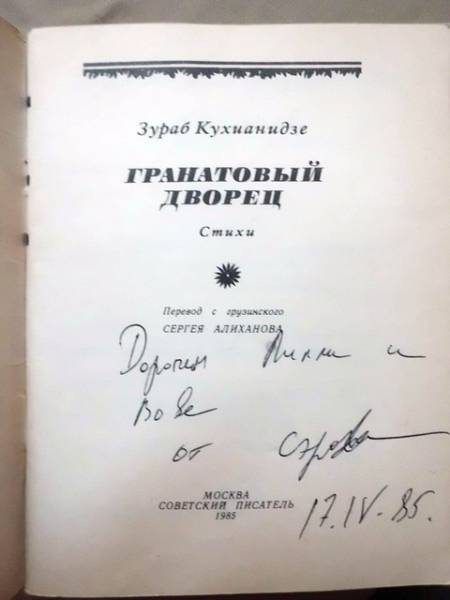 Зураб Кухианидзе
ГРАНАТОВЫЙ
ДВОРЕЦ
Стихи
Перевод с грузинского
СЕРГЕЯ АЛИХАНОВА
Дорогим и
Вове
от
МОСКВА
СОВЕТСКИЙ ПИСАТЕЛЬ
1985
17.IV.85.